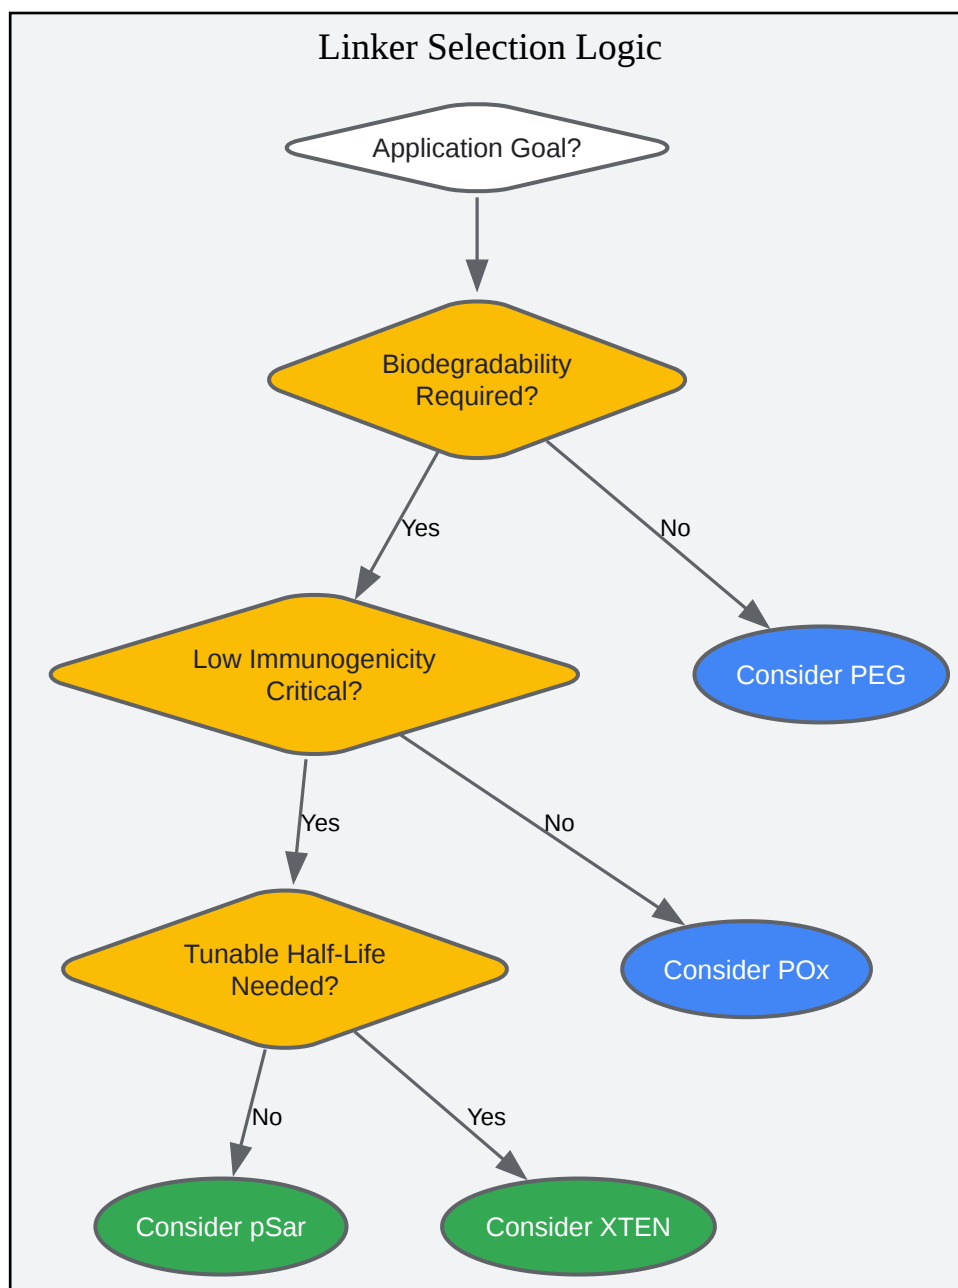 Linker Selection Logic
Application Goal?
Biodegradability
Required?
Yes
No
Low Immunogenicity
Critical?
Consider PEG
Yes
No
Tunable Half-Life
Needed?
Consider POx
No
Yes
Consider pSar
Consider XTEN